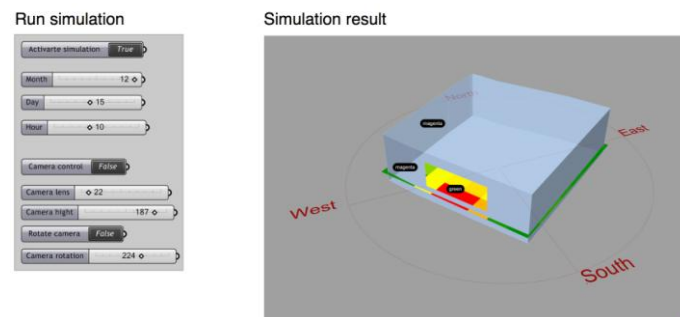 Run simulation
Activarte simulation True
Month 12
Day 15
Hour 10
Camera control False
Camera lens 22
Camera hight 187
Rotate camera False
Camera rotation 224
Simulation result
North
magenta
East
magenta
green
West
South